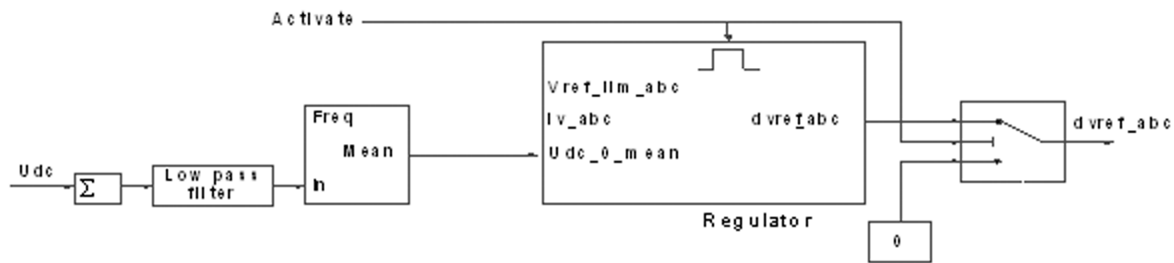 Activate
Vref_lim_abc
Freq
Iv_abc
dvref_abc
dvref_abc
Mean
Udc_0_mean
Udc
Σ
Low pass
filter
In
Regulator
0